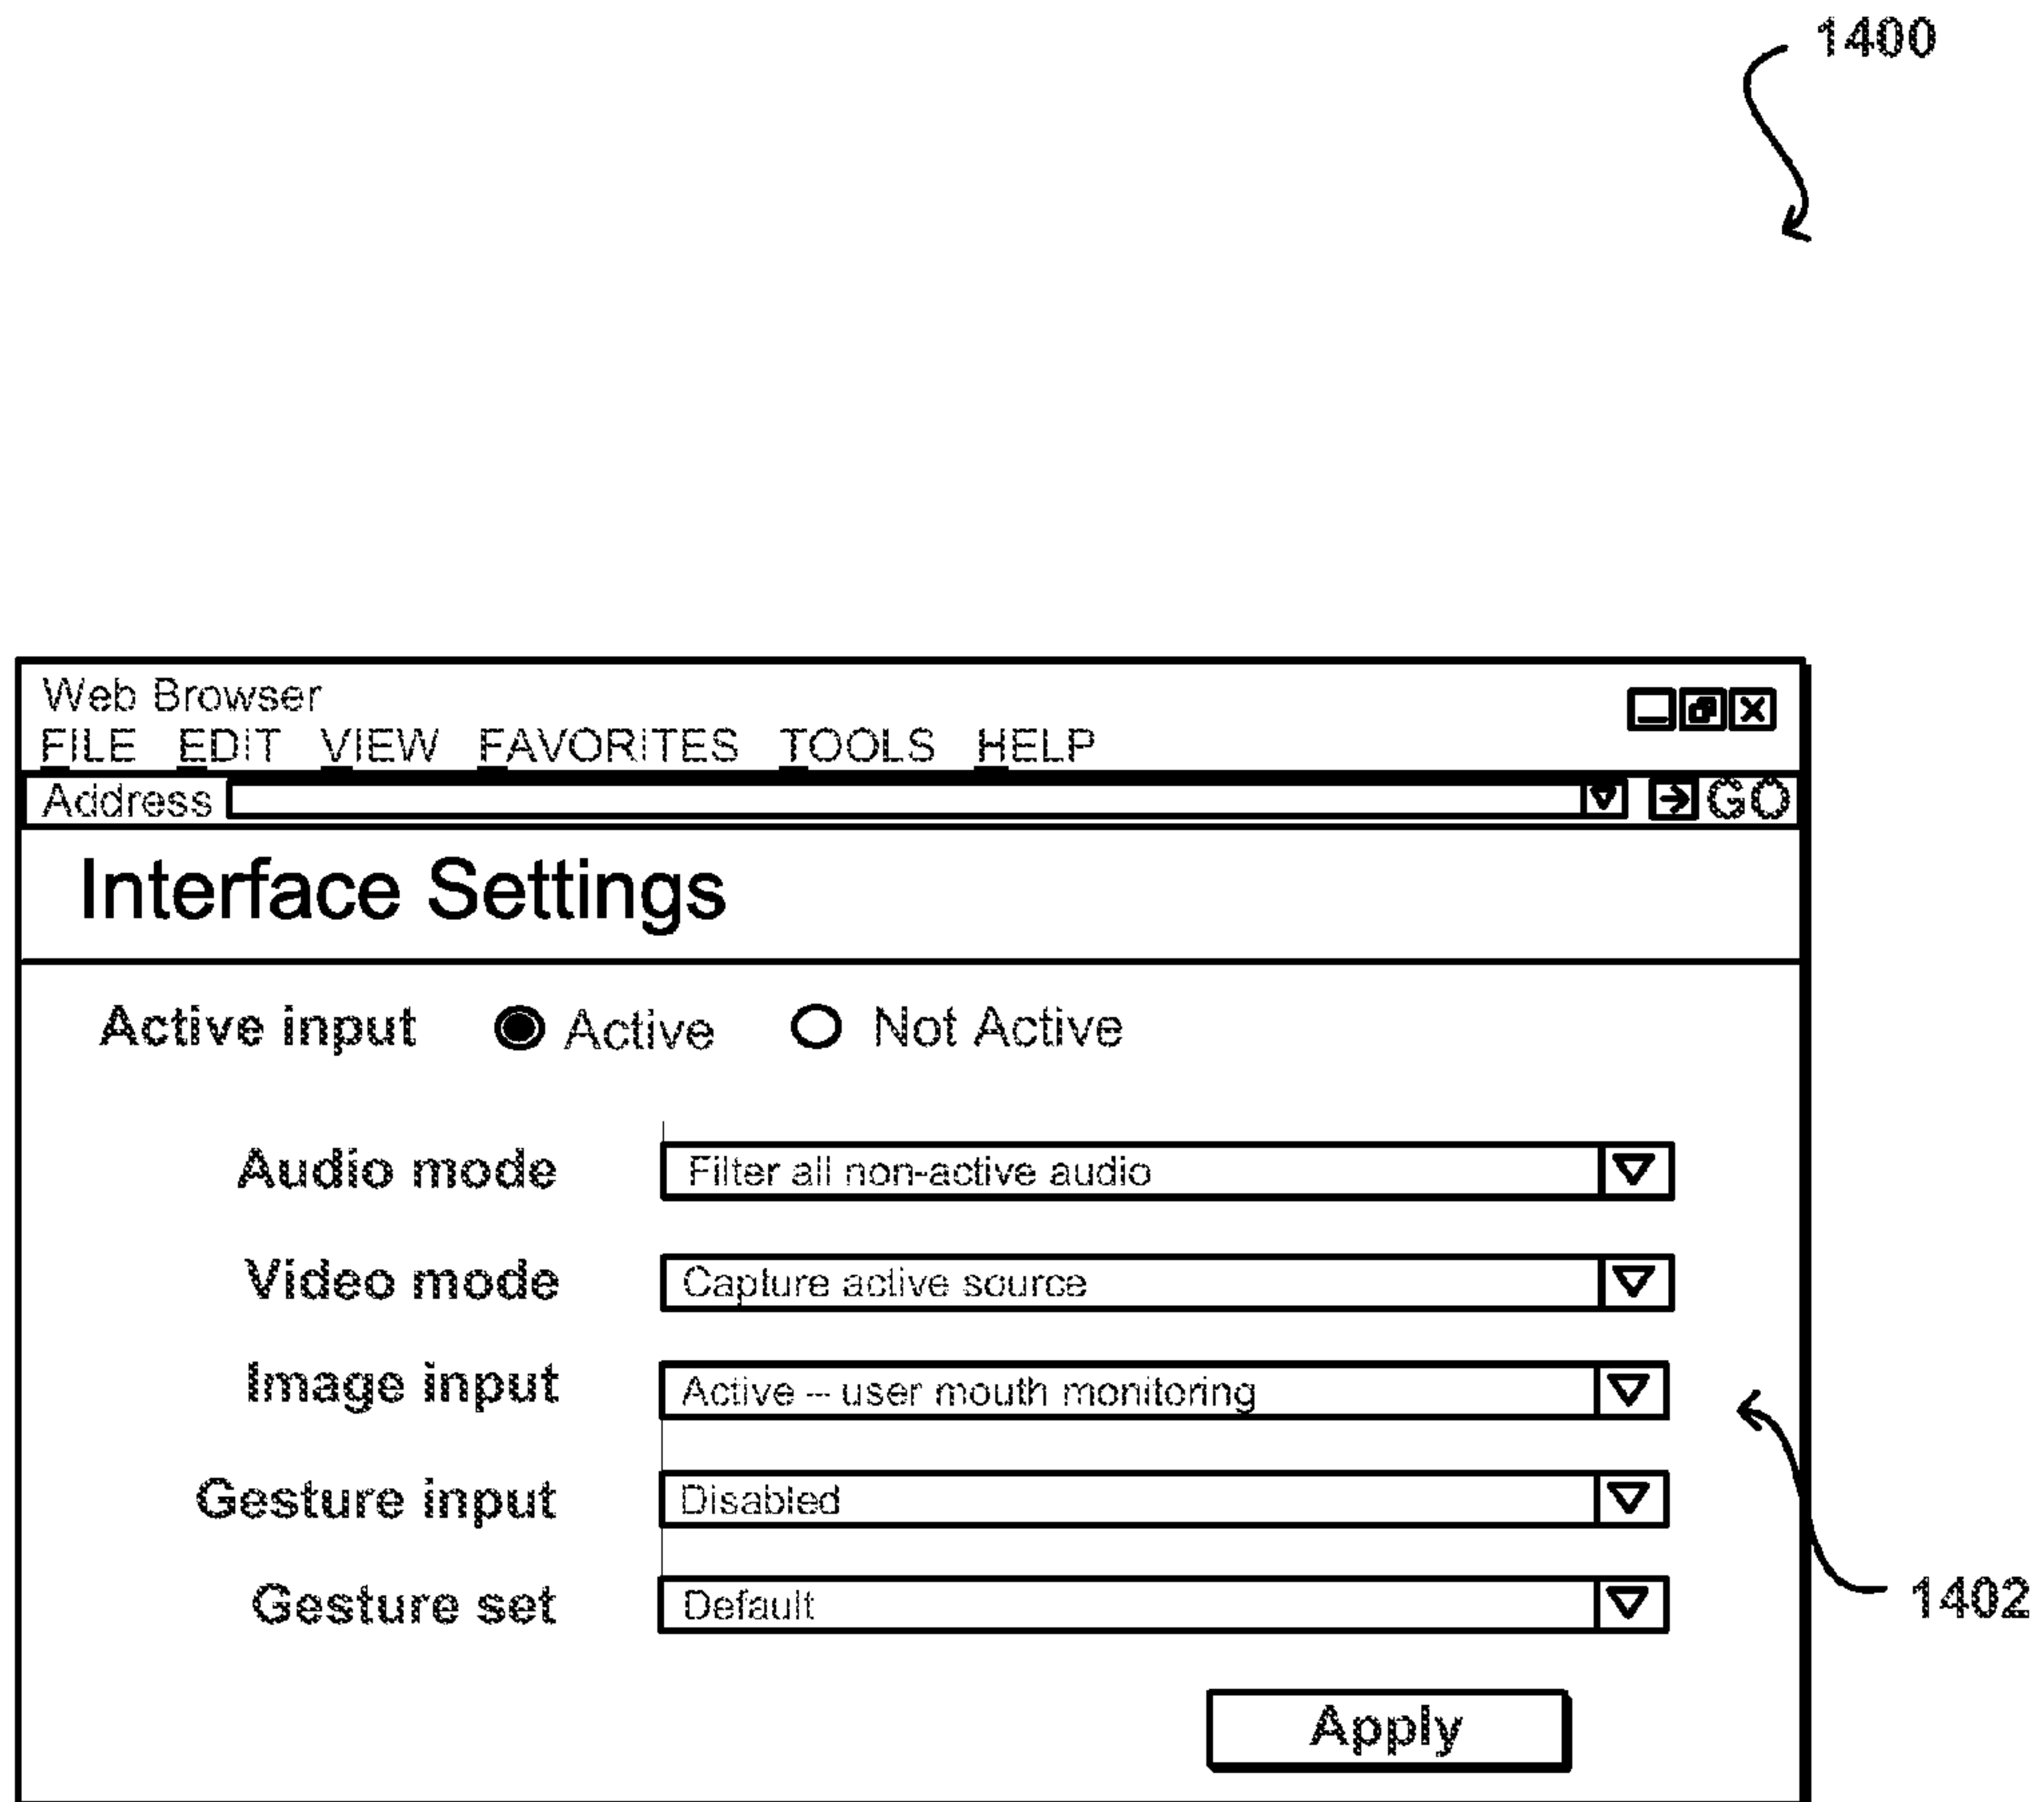 1400
Web Browser
FILE EDIT VIEW FAVORITES TOOLS HELP
Address GO
Interface Settings
Active input Active Not Active
Audio mode Filter all non-active audio
Video mode Capture active source
Image input Active -- user mouth monitoring
Gesture input Disabled
Gesture set Default
1402
Apply